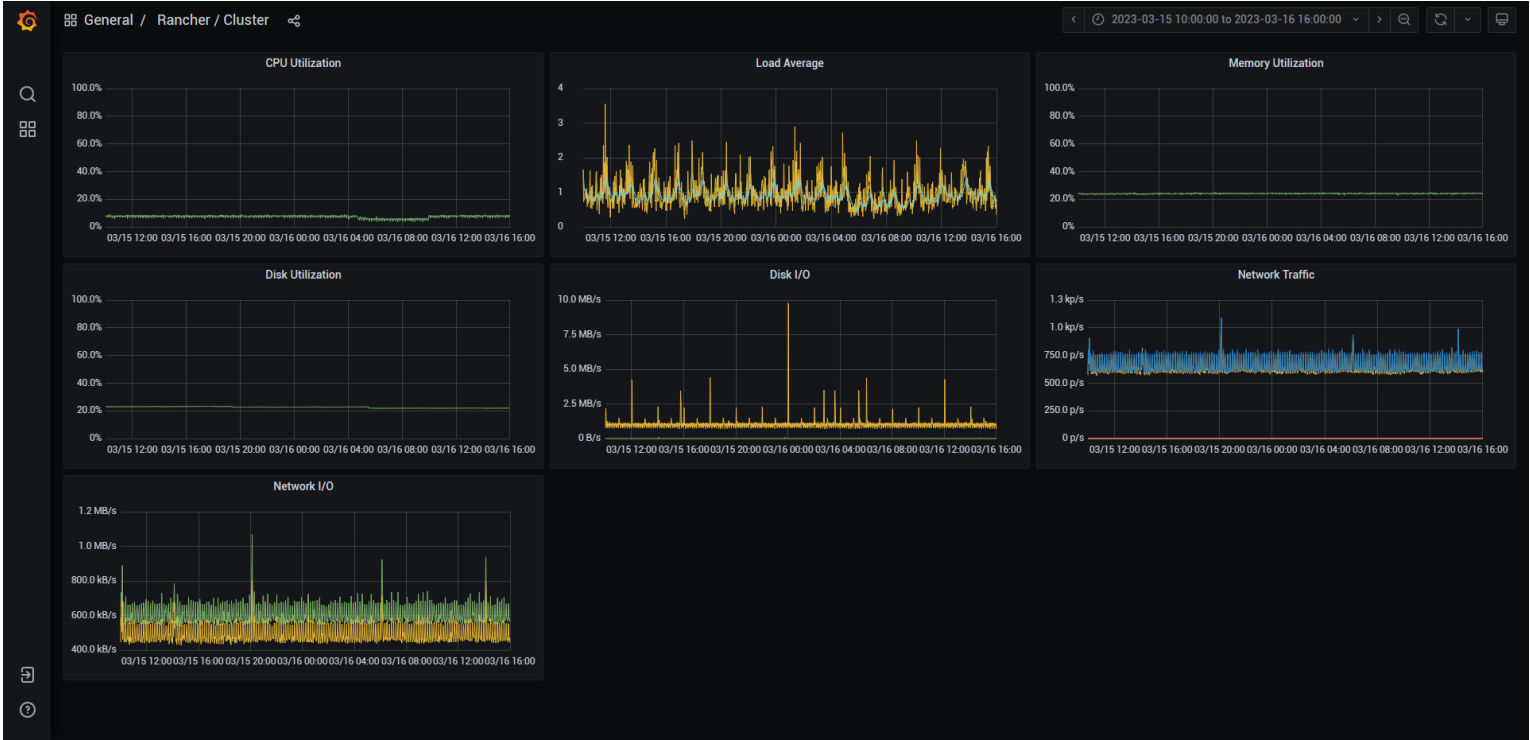 General / Rancher / Cluster
2023-03-15 10:00:00 to 2023-03-16 16:00:00
CPU Utilization
100.0%
80.0%
60.0%
40.0%
20.0%
0%
03/15 12:00 03/15 16:00 03/15 20:00 03/16 00:00 03/16 04:00 03/16 08:00 03/16 12:00 03/16 16:00
Load Average
4
3
2
1
0
03/15 12:00 03/15 16:00 03/15 20:00 03/16 00:00 03/16 04:00 03/16 08:00 03/16 12:00 03/16 16:00
Memory Utilization
100.0%
80.0%
60.0%
40.0%
20.0%
0%
03/15 12:00 03/15 16:00 03/15 20:00 03/16 00:00 03/16 04:00 03/16 08:00 03/16 12:00 03/16 16:00
Disk Utilization
100.0%
80.0%
60.0%
40.0%
20.0%
0%
03/15 12:00 03/15 16:00 03/15 20:00 03/16 00:00 03/16 04:00 03/16 08:00 03/16 12:00 03/16 16:00
Disk I/O
10.0 MB/s
7.5 MB/s
5.0 MB/s
2.5 MB/s
0 B/s
03/15 12:00 03/15 16:00 03/15 20:00 03/16 00:00 03/16 04:00 03/16 08:00 03/16 12:00 03/16 16:00
Network Traffic
1.3 kp/s
1.0 kp/s
750.0 p/s
500.0 p/s
250.0 p/s
0 p/s
03/15 12:00 03/15 16:00 03/15 20:00 03/16 00:00 03/16 04:00 03/16 08:00 03/16 12:00 03/16 16:00
Network I/O
1.2 MB/s
1.0 MB/s
800.0 kB/s
600.0 kB/s
400.0 kB/s
03/15 12:00 03/15 16:00 03/15 20:00 03/16 00:00 03/16 04:00 03/16 08:00 03/16 12:00 03/16 16:00